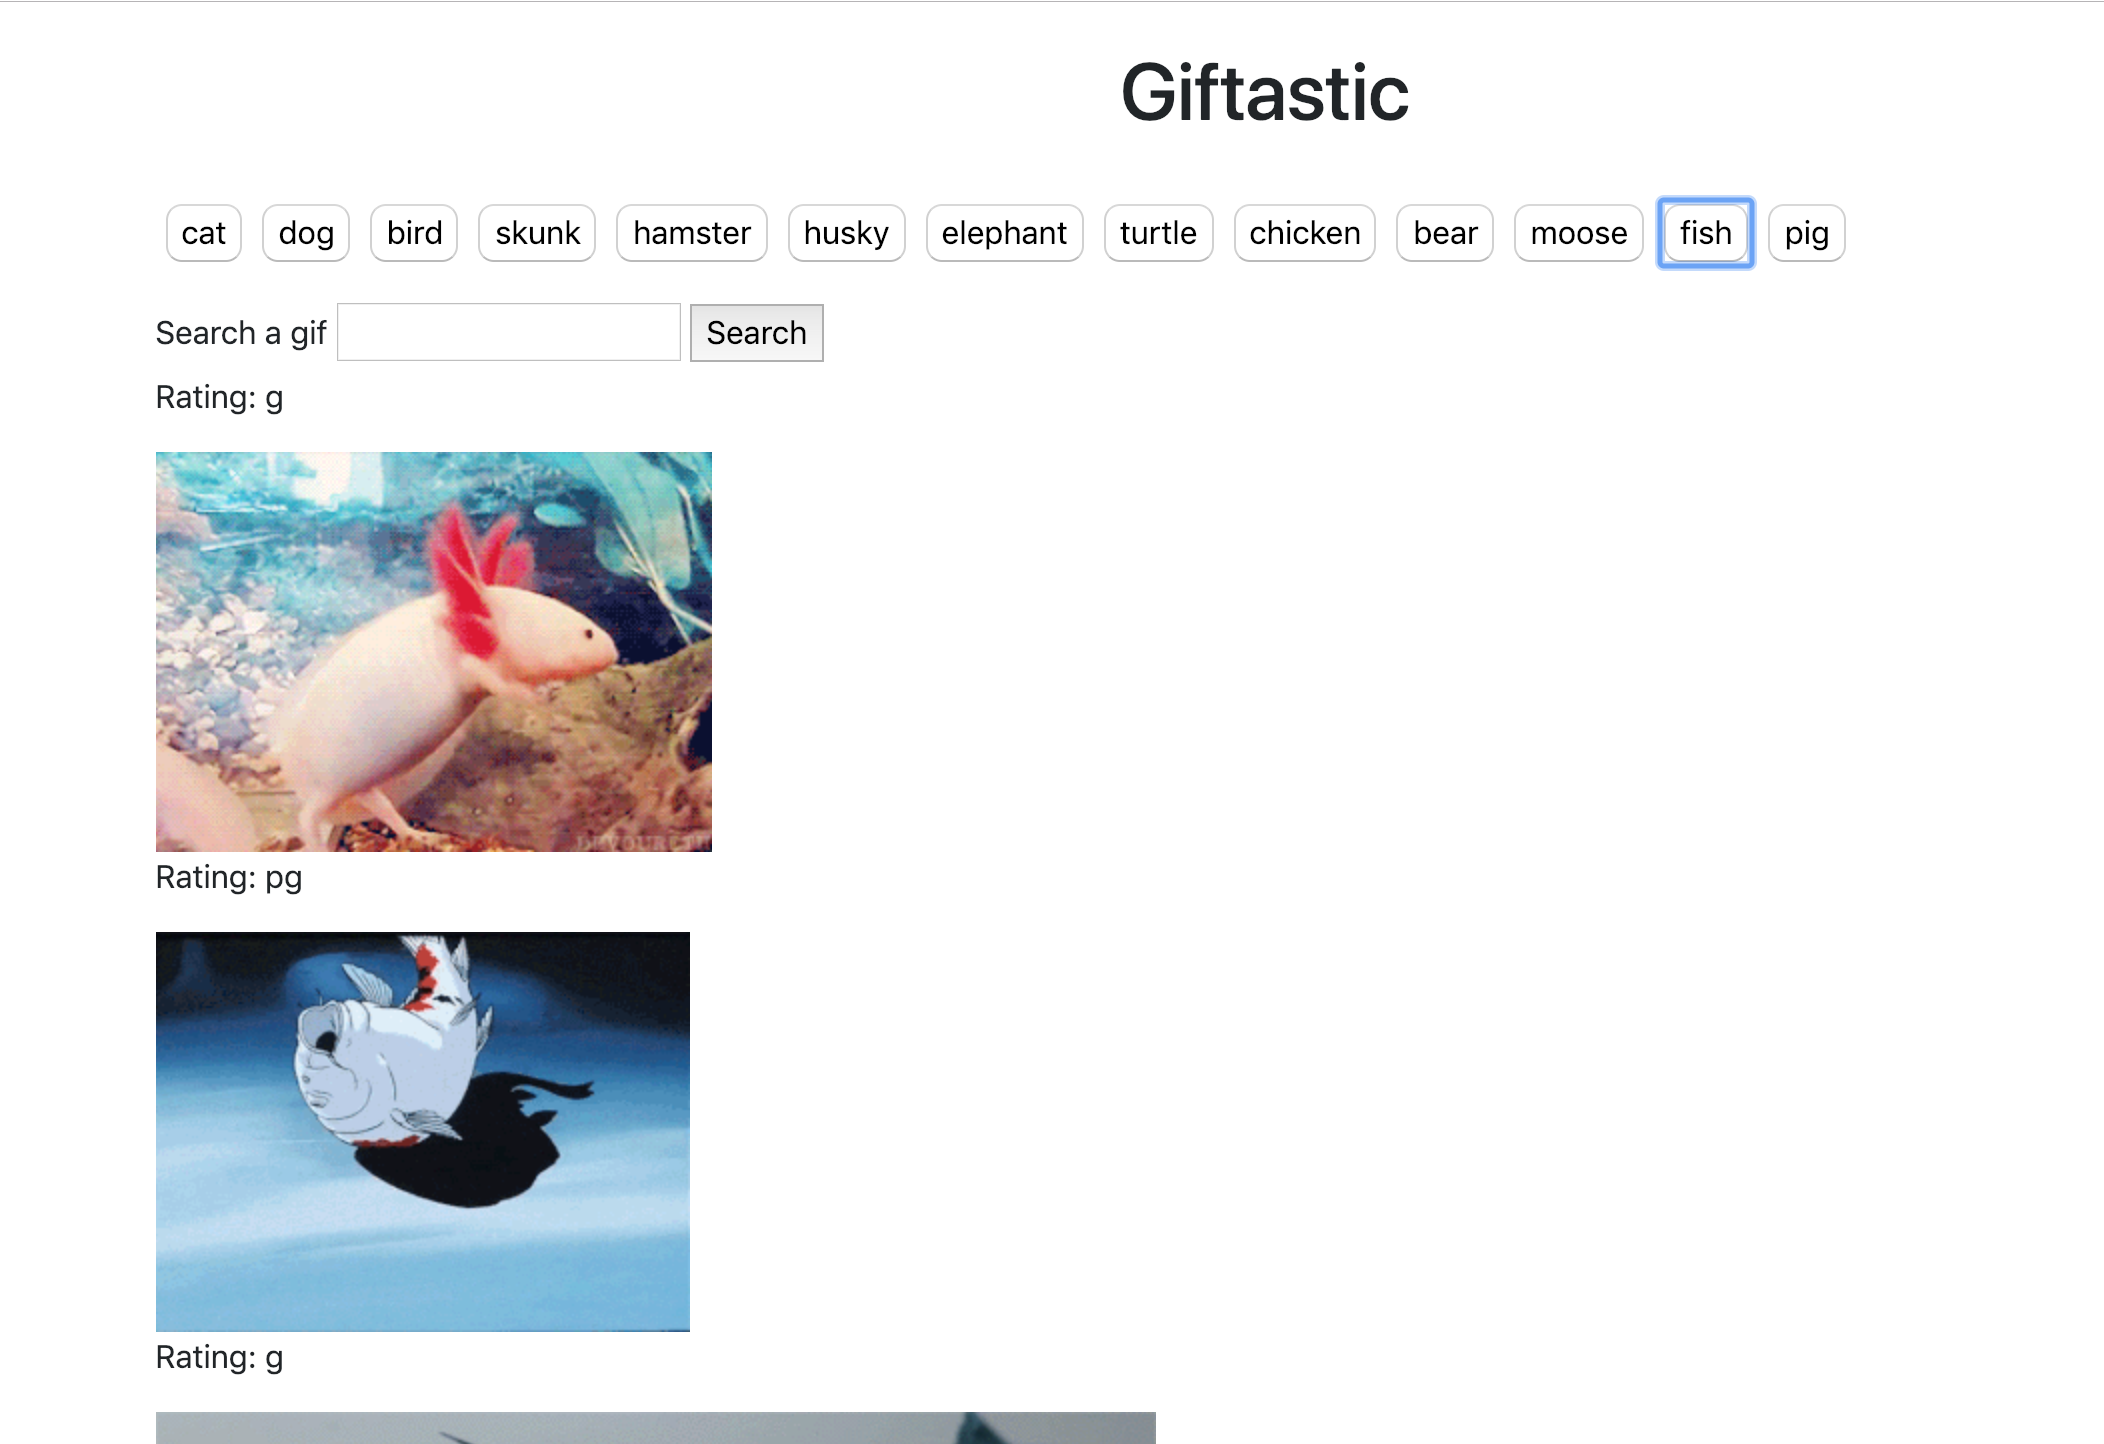 Giftastic
cat dog bird skunk hamster husky elephant turtle chicken bear moose fish pig
Search a gif Search
Rating: g
Rating: pg
Rating: g